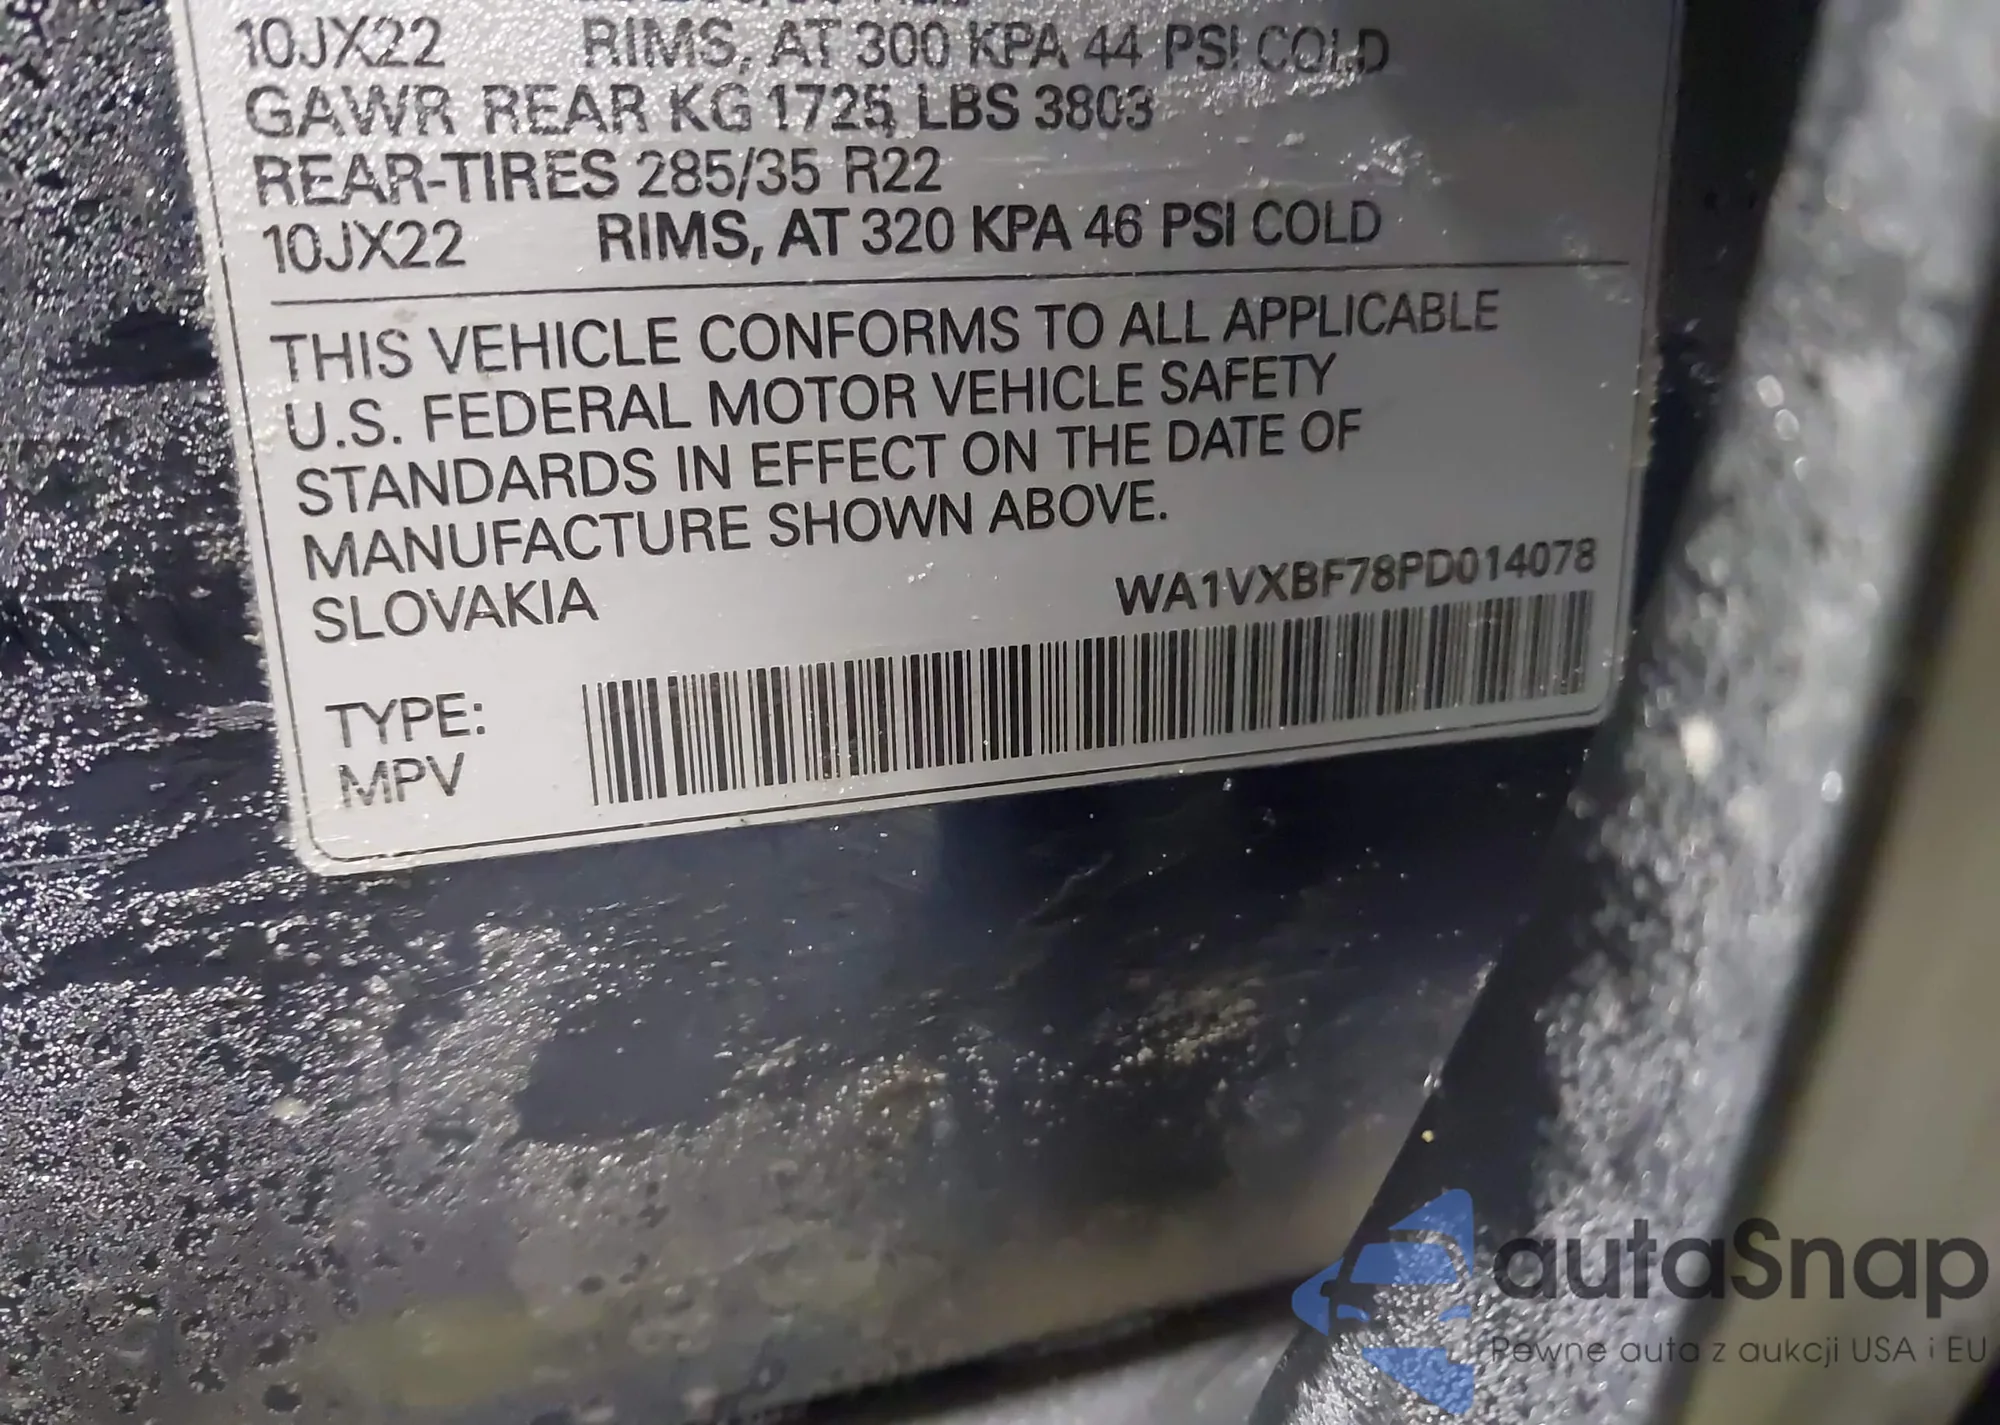 10JX22 RIMS, AT 300 KPA 44 PSI COLD
GAWR REAR KG 1725, LBS 3803
REAR-TIRES 285/35 R22
10JX22 RIMS, AT 320 KPA 46 PSI COLD
THIS VEHICLE CONFORMS TO ALL APPLICABLE
U.S. FEDERAL MOTOR VEHICLE SAFETY
STANDARDS IN EFFECT ON THE DATE OF
MANUFACTURE SHOWN ABOVE.
SLOVAKIA WA1VXBF78PD014078
TYPE:
MPV
autaSnap
Pewne auta z aukcji USA i EU